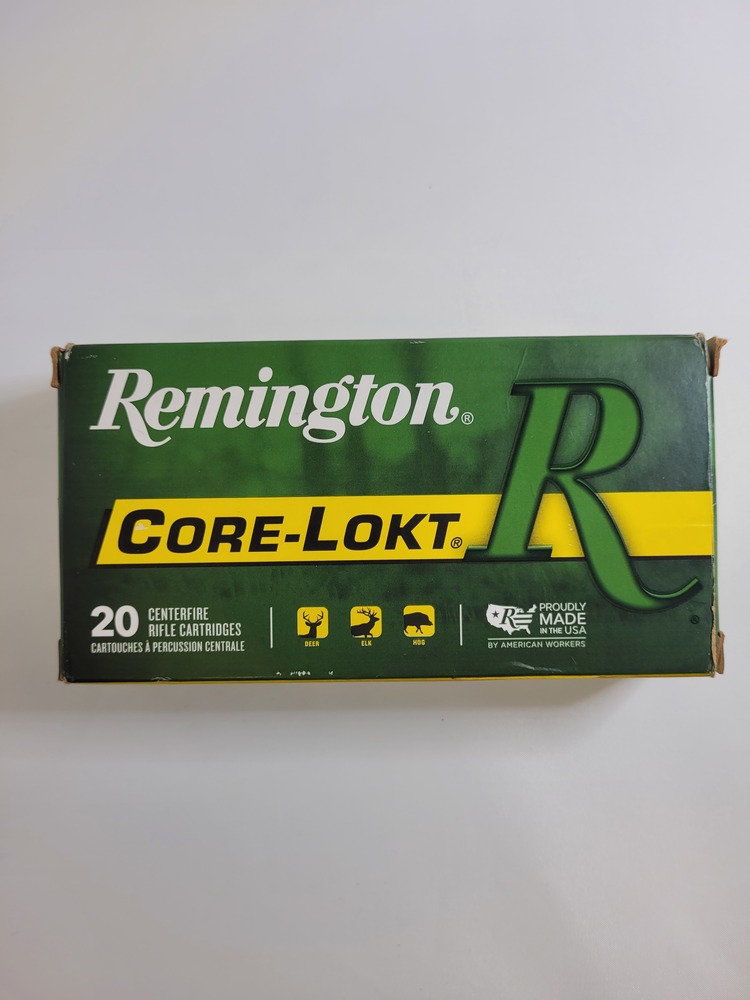 Remington®
CORE-LOKT®
R
20 CENTERFIRE
RIFLE CARTRIDGES
CARTOUCHES À PERCUSSION CENTRALE
DEER
ELK
HOG
R
PROUDLY
MADE
IN THE USA
BY AMERICAN WORKERS
®